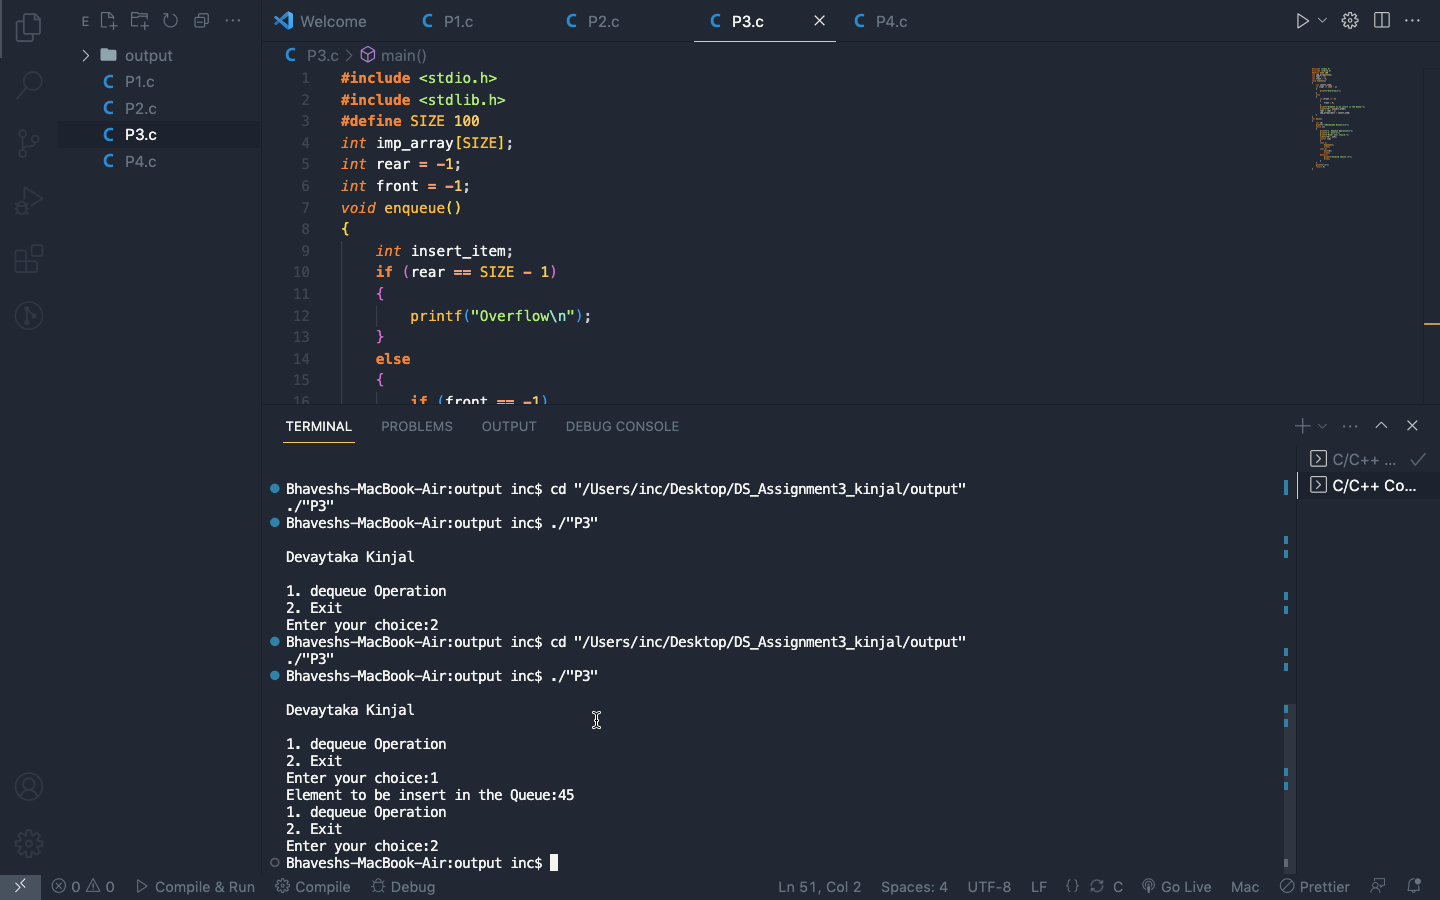 E
Welcome
P1.c
P2.c
P3.c
P4.c
output
P1.c
P2.c
P3.c
P4.c
P3.c > main()
1 #include <stdio.h>
2 #include <stdlib.h>
3 #define SIZE 100
4 int imp_array[SIZE];
5 int rear = -1;
6 int front = -1;
7 void enqueue()
8 {
9 int insert_item;
10 if (rear == SIZE - 1)
11 {
12 printf("Overflow\n");
13 }
14 else
15 {
16 if (front == -1)
TERMINAL PROBLEMS OUTPUT DEBUG CONSOLE
C/C++ ...
C/C++ Co...
Bhaveshs-MacBook-Air:output inc$ cd "/Users/inc/Desktop/DS_Assignment3_kinjal/output"
./"P3"
Bhaveshs-MacBook-Air:output inc$ ./"P3"
Devaytaka Kinjal
1. dequeue Operation
2. Exit
Enter your choice:2
Bhaveshs-MacBook-Air:output inc$ cd "/Users/inc/Desktop/DS_Assignment3_kinjal/output"
./"P3"
Bhaveshs-MacBook-Air:output inc$ ./"P3"
Devaytaka Kinjal
1. dequeue Operation
2. Exit
Enter your choice:1
Element to be insert in the Queue:45
1. dequeue Operation
2. Exit
Enter your choice:2
Bhaveshs-MacBook-Air:output inc$
0 0 Compile & Run Compile Debug Ln 51, Col 2 Spaces: 4 UTF-8 LF {} C Go Live Mac Prettier